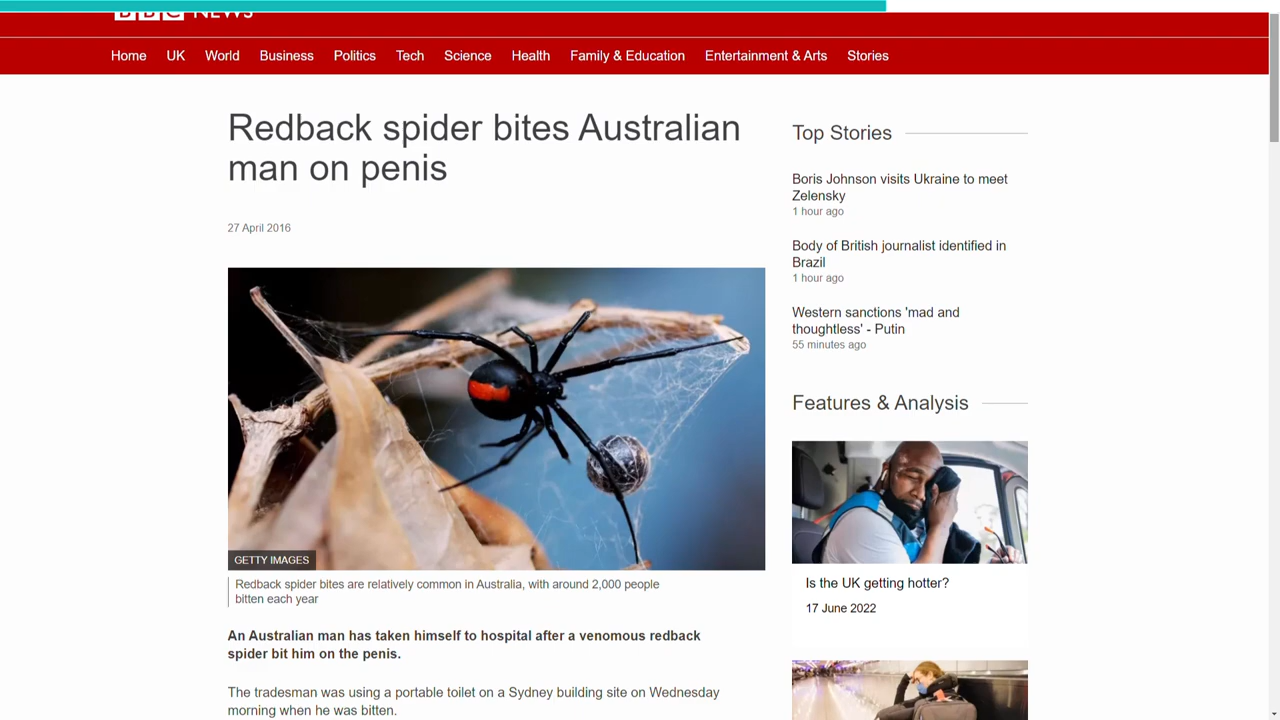 BBC NEWS
Home UK World Business Politics Tech Science Health Family & Education Entertainment & Arts Stories
Redback spider bites Australian
man on penis
27 April 2016
GETTY IMAGES
Redback spider bites are relatively common in Australia, with around 2,000 people
bitten each year
An Australian man has taken himself to hospital after a venomous redback
spider bit him on the penis.
The tradesman was using a portable toilet on a Sydney building site on Wednesday
morning when he was bitten.
Top Stories
Boris Johnson visits Ukraine to meet
Zelensky
1 hour ago
Body of British journalist identified in
Brazil
1 hour ago
Western sanctions 'mad and
thoughtless' - Putin
55 minutes ago
Features & Analysis
Is the UK getting hotter?
17 June 2022